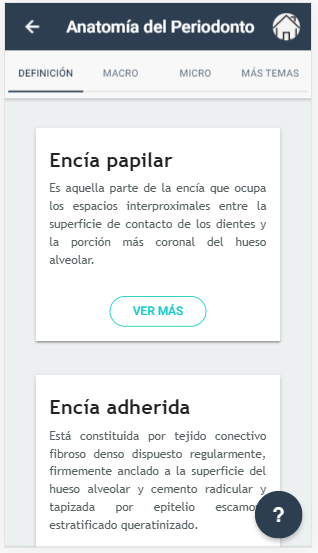 Anatomía del Periodonto
DEFINICIÓN MACRO MICRO MÁS TEMAS
Encía papilar
Es aquella parte de la encía que ocupa
los espacios interproximales entre la
superficie de contacto de los dientes y
la porción más coronal del hueso
alveolar.
VER MÁS
Encía adherida
Está constituida por tejido conectivo
fibroso denso dispuesto regularmente,
firmemente anclado a la superficie del
hueso alveolar y cemento radicular y
tapizada por epitelio
estratificado queratinizado.
?